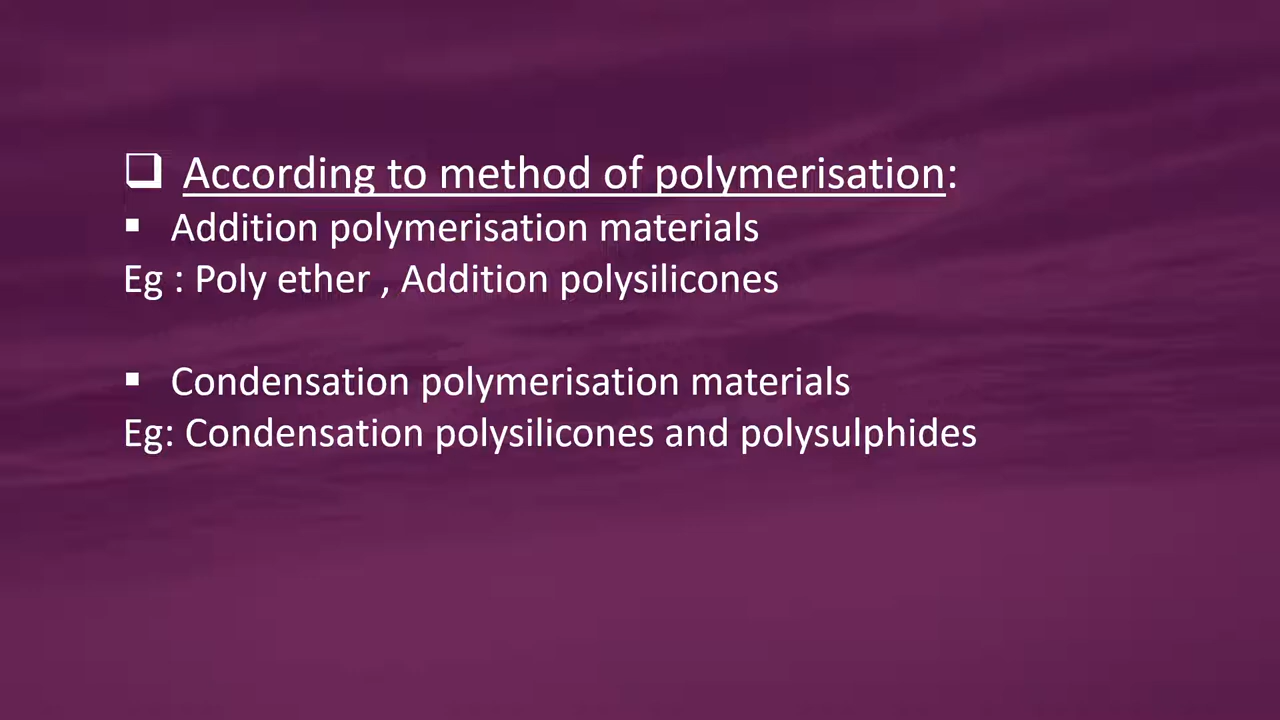 ❑ According to method of polymerisation:
▪ Addition polymerisation materials
Eg : Poly ether , Addition polysilicones
▪ Condensation polymerisation materials
Eg: Condensation polysilicones and polysulphides